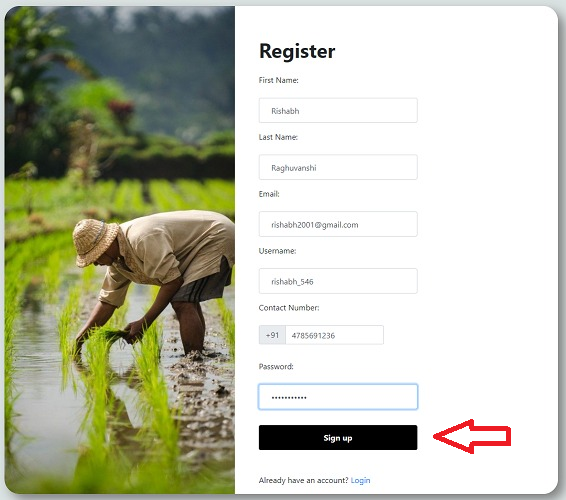 Register
First Name:
Rishabh
Last Name:
Raghuvanshi
Email:
rishabh2001@gmail.com
Username:
rishabh_546
Contact Number:
+91 4785691236
Password:
•••••••••••
Sign up
Already have an account? Login